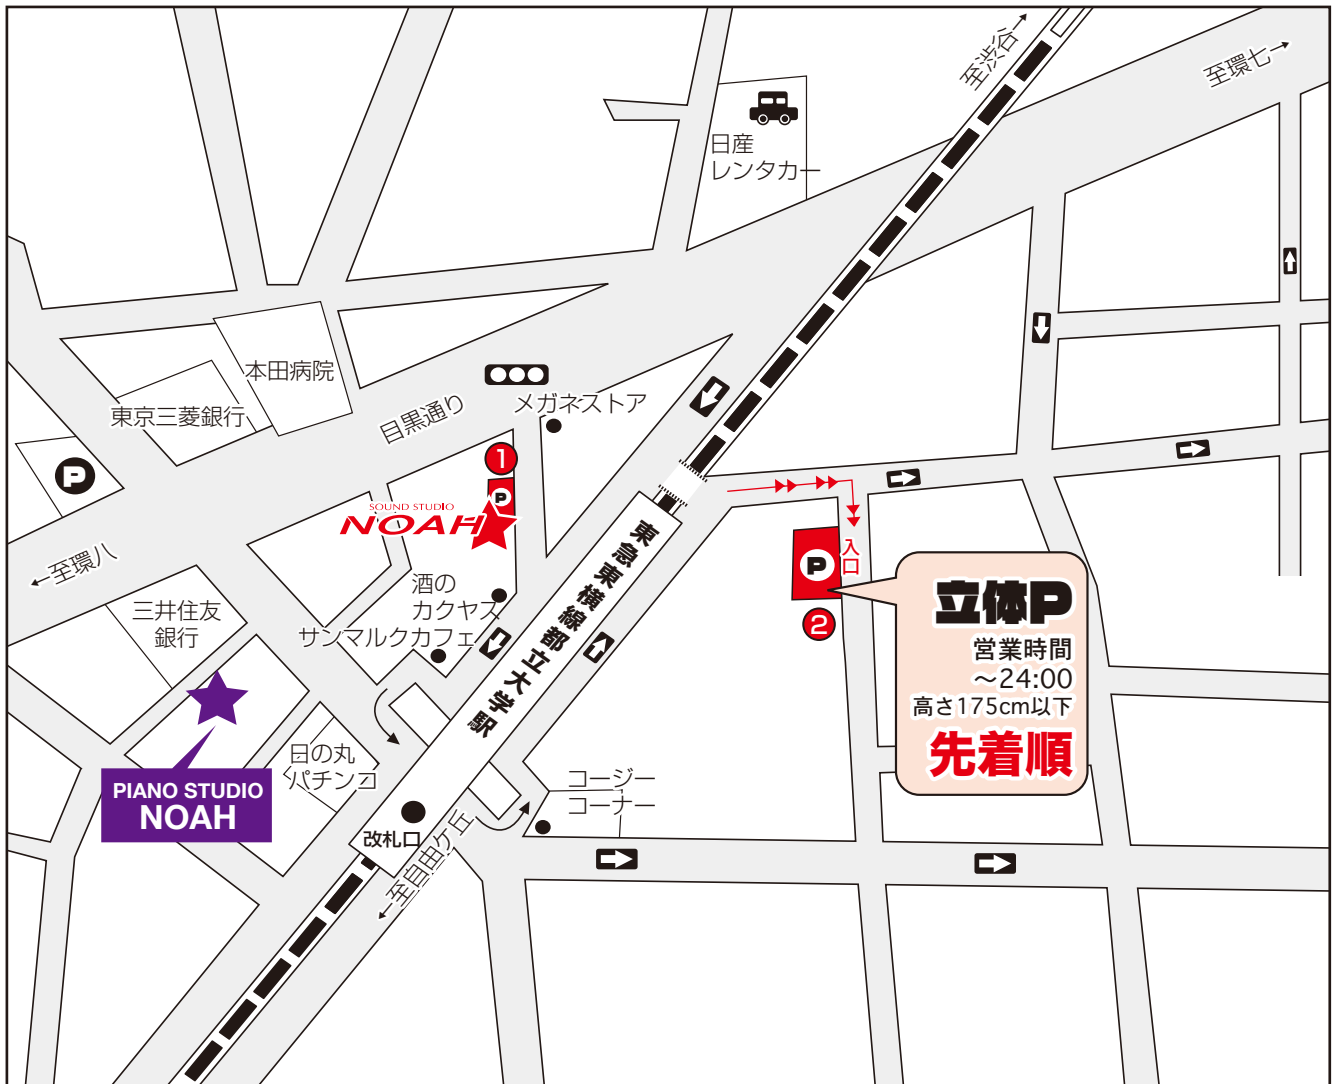 至渋谷→
至環七→
日産
レンタカー
本田病院
東京三菱銀行
目黒通り
メガネストア
1
P
P
SOUND STUDIO
NOAH
←至環八
酒の
カクヤス
サンマルクカフェ
三井住友
銀行
東急東横線都立大学駅
入口
P
2
立体P
営業時間
～24:00
高さ175cm以下
先着順
PIANO STUDIO
NOAH
日の丸
パチンコ
コージー
コーナー
改札口
←至自由ケ丘